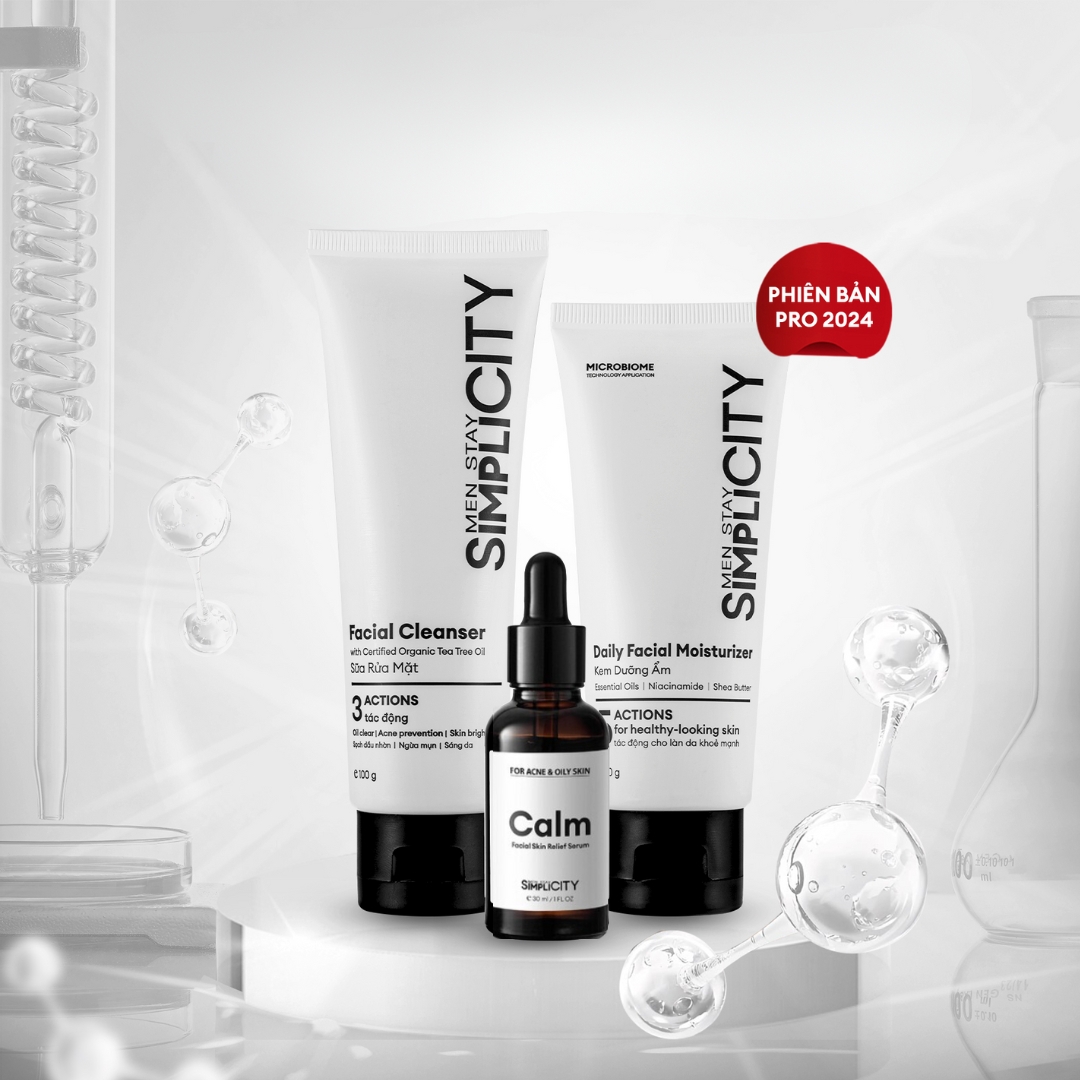 MEN STAY
SIMPLICITY
Facial Cleanser
with Certified Organic Tea Tree Oil
Sữa Rửa Mặt
3 ACTIONS
tác động
Oil clear | Acne prevention | Skin brigh
Sạch dầu nhờn | Ngừa mụn | Sáng da
e 100 g
PHIÊN BẢN
PRO 2024
MICROBIOME
TECHNOLOGY APPLICATION
MEN STAY
SIMPLICITY
Daily Facial Moisturizer
Kem Dưỡng Ẩm
Essential Oils | Niacinamide | Shea Butter
ACTIONS
for healthy-looking skin
tác động cho làn da khoẻ mạnh
0 g
FOR ACNE & OILY SKIN
Calm
Facial Skin Relief Serum
SIMPLICITY
e 30 ml / 1 FL OZ